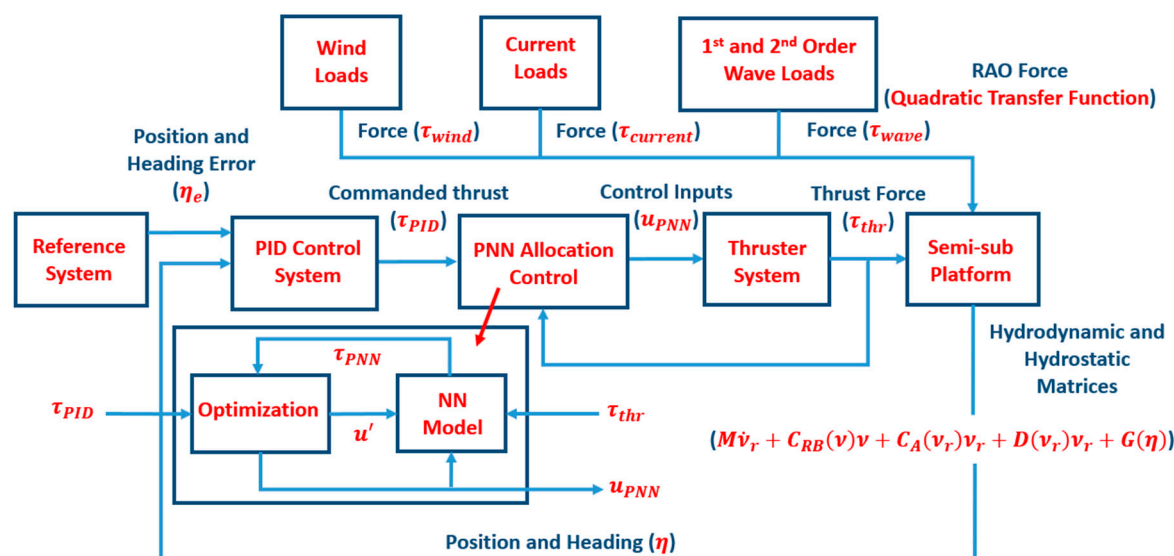 Wind
Loads
Current
Loads
1st and 2nd Order
Wave Loads
RAO Force
(Quadratic Transfer Function)
Force (τwind)
Force (τcurrent)
Force (τwave)
Position and
Heading Error
(ηe)
Commanded thrust
(τPID)
Control Inputs
(uPNN)
Thrust Force
(τthr)
Reference
System
PID Control
System
PNN Allocation
Control
Thruster
System
Semi-sub
Platform
Hydrodynamic and
Hydrostatic
Matrices
τPNN
τPID
Optimization
u′
NN
Model
τthr
uPNN
(Mν̇r + CRB(ν)ν + CA(νr)νr + D(νr)νr + G(η))
Position and Heading (η)